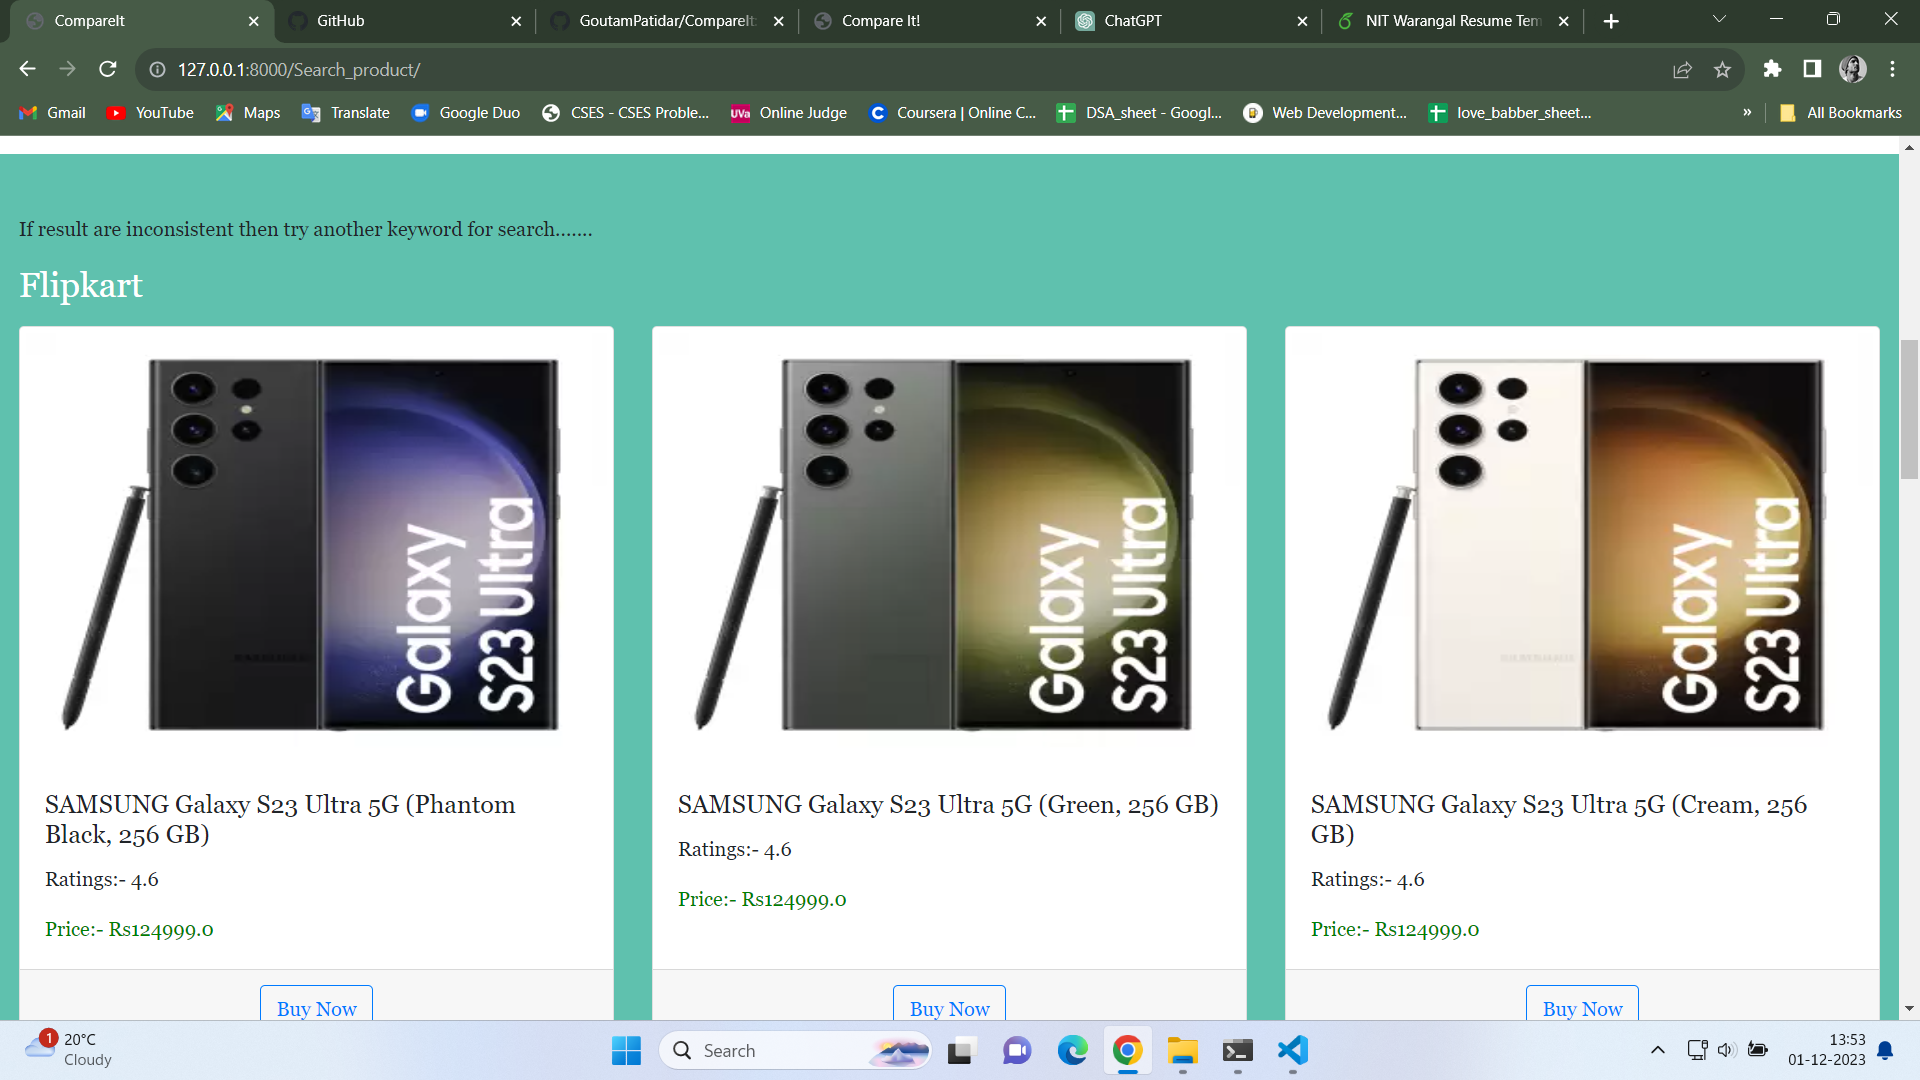 CompareIt
GitHub
GoutamPatidar/CompareIt:
Compare It!
ChatGPT
NIT Warangal Resume Tem
127.0.0.1:8000/Search_product/
Gmail
YouTube
Maps
Translate
Google Duo
CSES - CSES Proble...
UVa
Online Judge
Coursera | Online C...
DSA_sheet - Googl...
Web Development...
love_babber_sheet...
»
All Bookmarks
If result are inconsistent then try another keyword for search.......
Flipkart
Galaxy
S23 Ultra
Galaxy
S23 Ultra
Galaxy
S23 Ultra
SAMSUNG Galaxy S23 Ultra 5G (Phantom
Black, 256 GB)
Ratings:- 4.6
Price:- Rs124999.0
Buy Now
SAMSUNG Galaxy S23 Ultra 5G (Green, 256 GB)
Ratings:- 4.6
Price:- Rs124999.0
Buy Now
SAMSUNG Galaxy S23 Ultra 5G (Cream, 256
GB)
Ratings:- 4.6
Price:- Rs124999.0
Buy Now
1
20°C
Cloudy
Search
13:53
01-12-2023